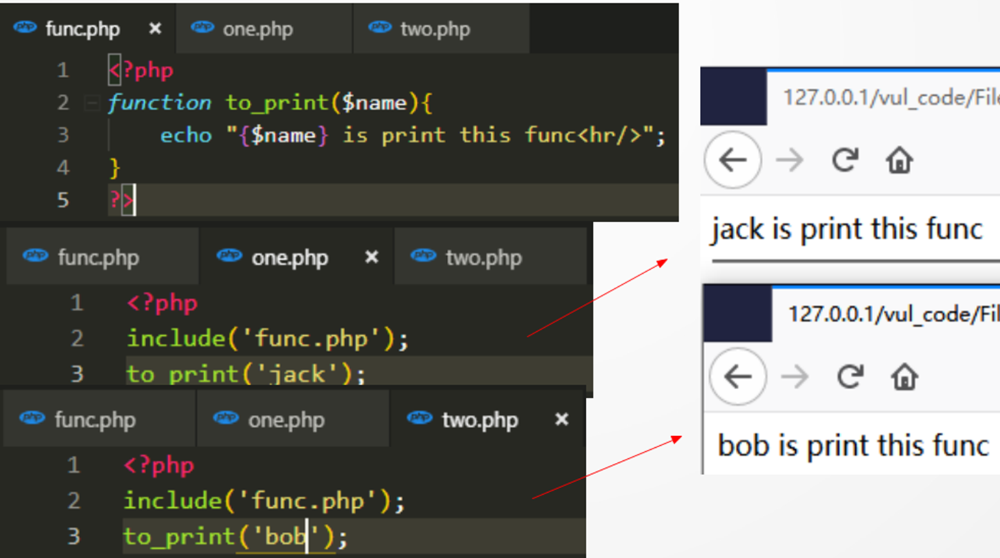 func.php × one.php two.php
1 <?php
2 function to_print($name){
3 echo "{$name} is print this func<hr/>";
4 }
5 ?>
func.php one.php × two.php
1 <?php
2 include('func.php');
3 to_print('jack');
func.php one.php two.php ×
1 <?php
2 include('func.php');
3 to_print('bob');
127.0.0.1/vul_code/File
jack is print this func
127.0.0.1/vul_code/Fil
bob is print this func